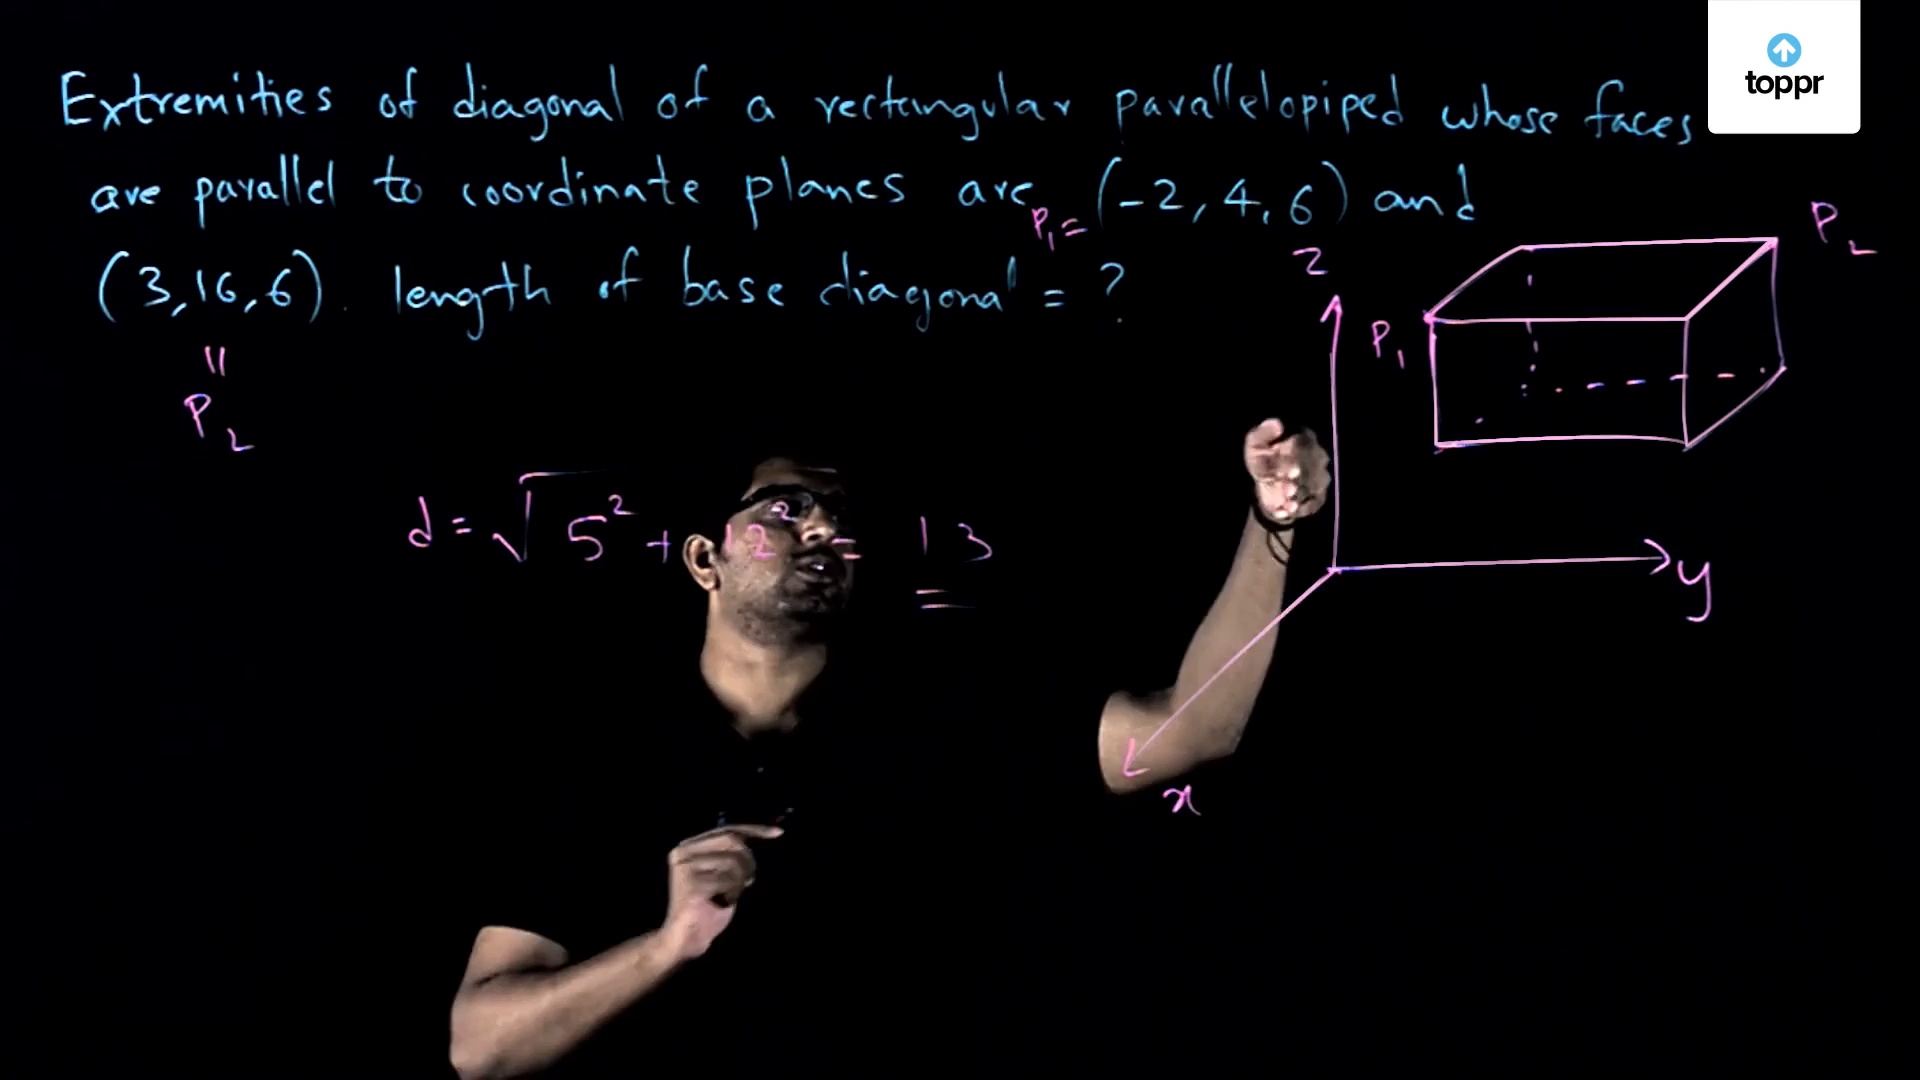 Extremities of diagonal of a rectangular parallelopiped whose faces
are parallel to coordinate planes are (-2, 4, 6) and
P₁ =
(3, 16, 6). length of base diagonal = ?
=
P₂
d = √5² + 12² = 13
z
P₁
P₂
y
x
toppr